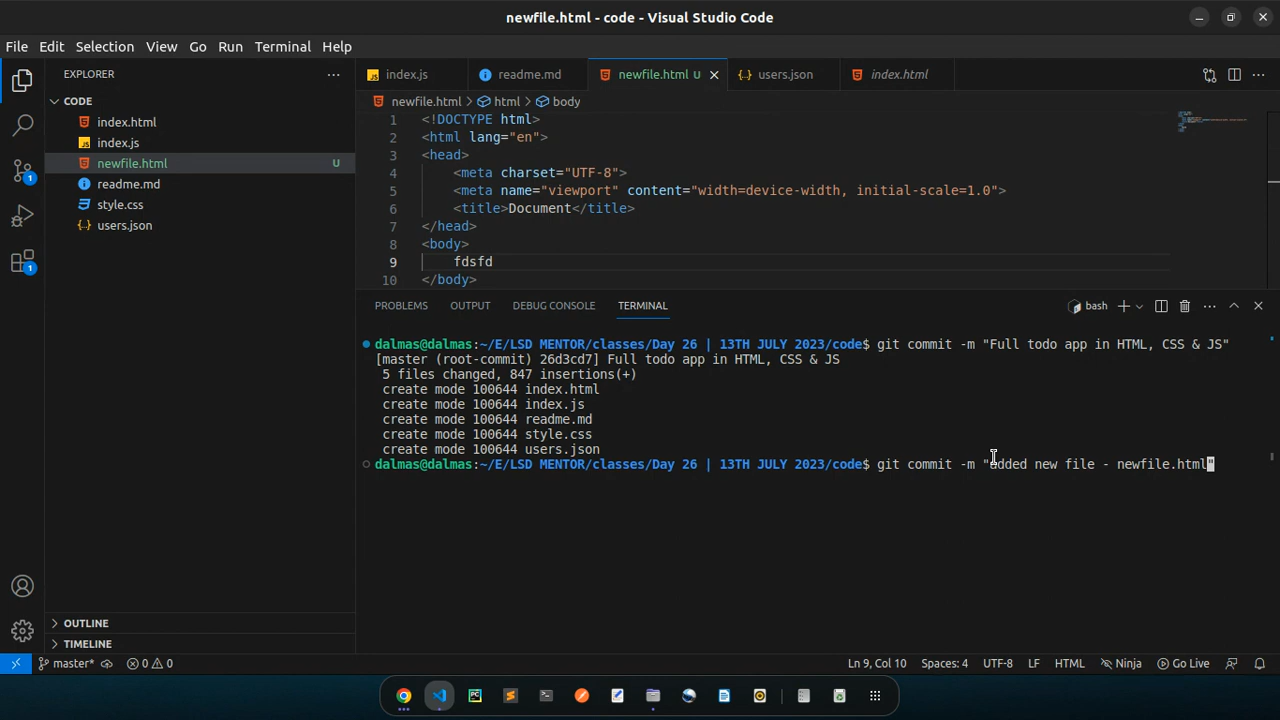 newfile.html - code - Visual Studio Code
File Edit Selection View Go Run Terminal Help
EXPLORER
CODE
index.html
index.js
newfile.html U
readme.md
style.css
users.json
OUTLINE
TIMELINE
1
1
JS index.js
readme.md
newfile.html U
{..} users.json
index.html
newfile.html > html > body
1 <!DOCTYPE html>
2 <html lang="en">
3 <head>
4 <meta charset="UTF-8">
5 <meta name="viewport" content="width=device-width, initial-scale=1.0">
6 <title>Document</title>
7 </head>
8 <body>
9 fdsfd
10 </body>
PROBLEMS OUTPUT DEBUG CONSOLE TERMINAL
bash
dalmas@dalmas:~/E/LSD MENTOR/classes/Day 26 | 13TH JULY 2023/code$ git commit -m "Full todo app in HTML, CSS & JS"
[master (root-commit) 26d3cd7] Full todo app in HTML, CSS & JS
5 files changed, 847 insertions(+)
create mode 100644 index.html
create mode 100644 index.js
create mode 100644 readme.md
create mode 100644 style.css
create mode 100644 users.json
dalmas@dalmas:~/E/LSD MENTOR/classes/Day 26 | 13TH JULY 2023/code$ git commit -m "added new file - newfile.html"
master* 0 0
Ln 9, Col 10 Spaces: 4 UTF-8 LF HTML Ninja Go Live